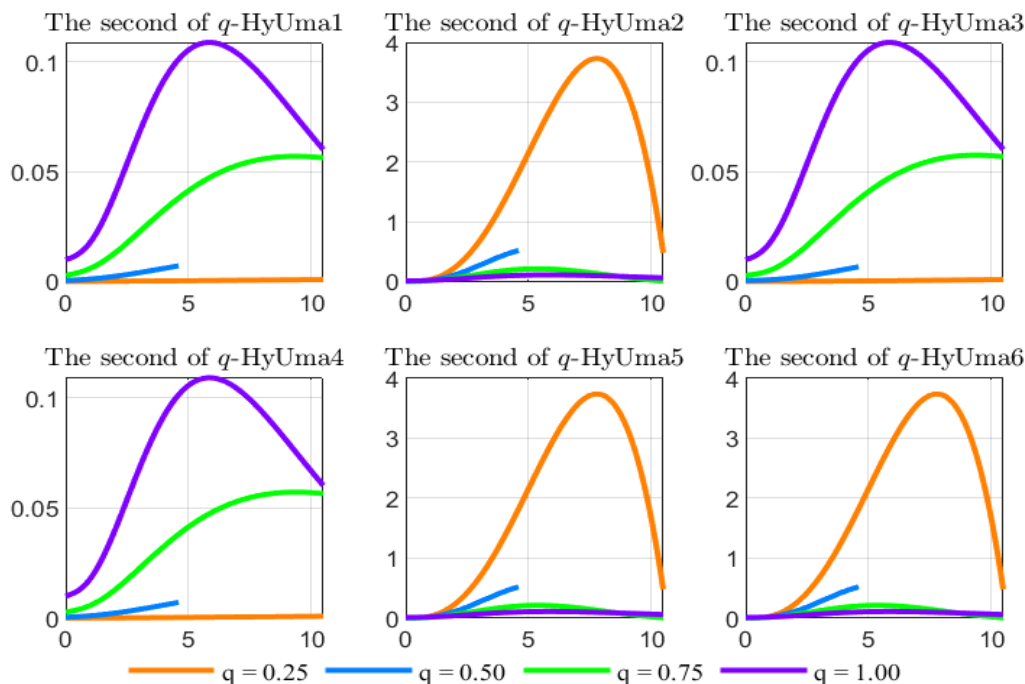 The second of q-HyUma1 The second of q-HyUma2 The second of q-HyUma3
0.1 4 0.1
3
0.05 2 0.05
1
0 0 0
0 5 10 0 5 10 0 5 10
The second of q-HyUma4 The second of q-HyUma5 The second of q-HyUma6
0.1 4 4
3 3
0.05 2 2
1 1
0 0 0
0 5 10 0 5 10 0 5 10
q = 0.25 q = 0.50 q = 0.75 q = 1.00